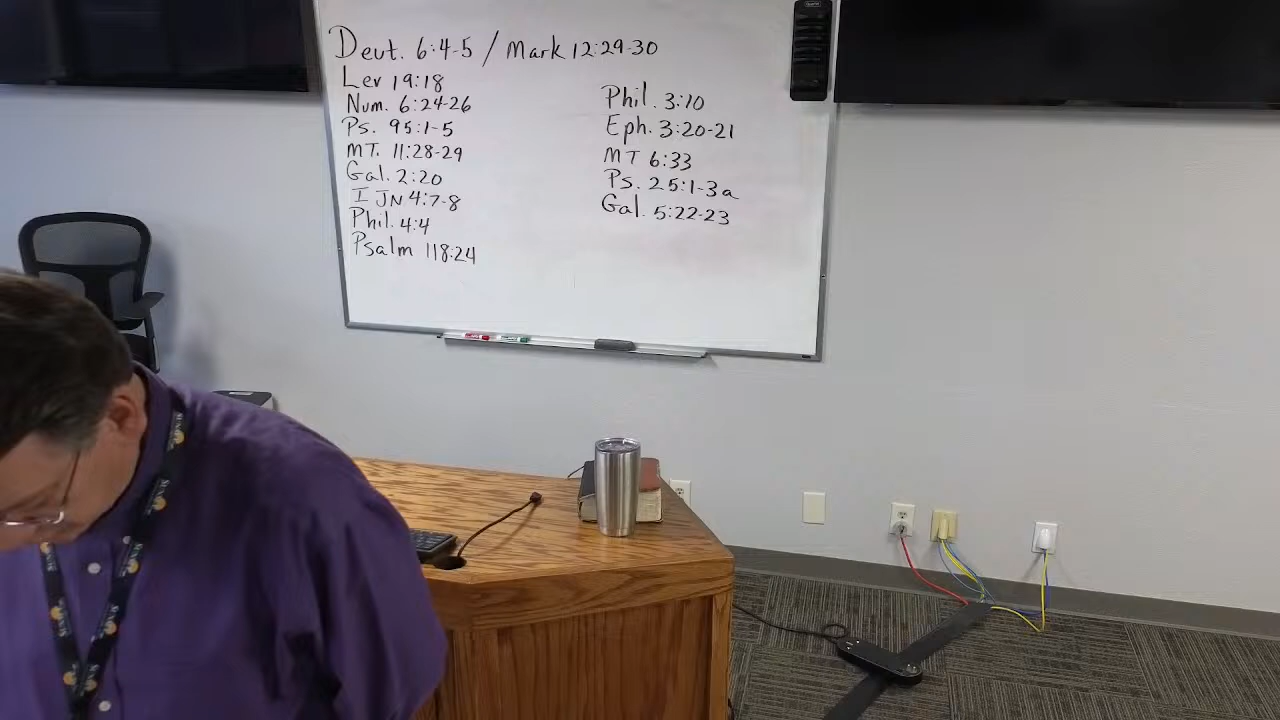 Deut. 6:4-5 / Mark 12:29-30
Lev 19:18
Num. 6:24-26
Ps. 95:1-5
MT. 11:28-29
Gal. 2:20
I JN 4:7-8
Phil. 4:4
Psalm 118:24
Phil. 3:10
Eph. 3:20-21
MT 6:33
Ps. 25:1-3a
Gal. 5:22-23